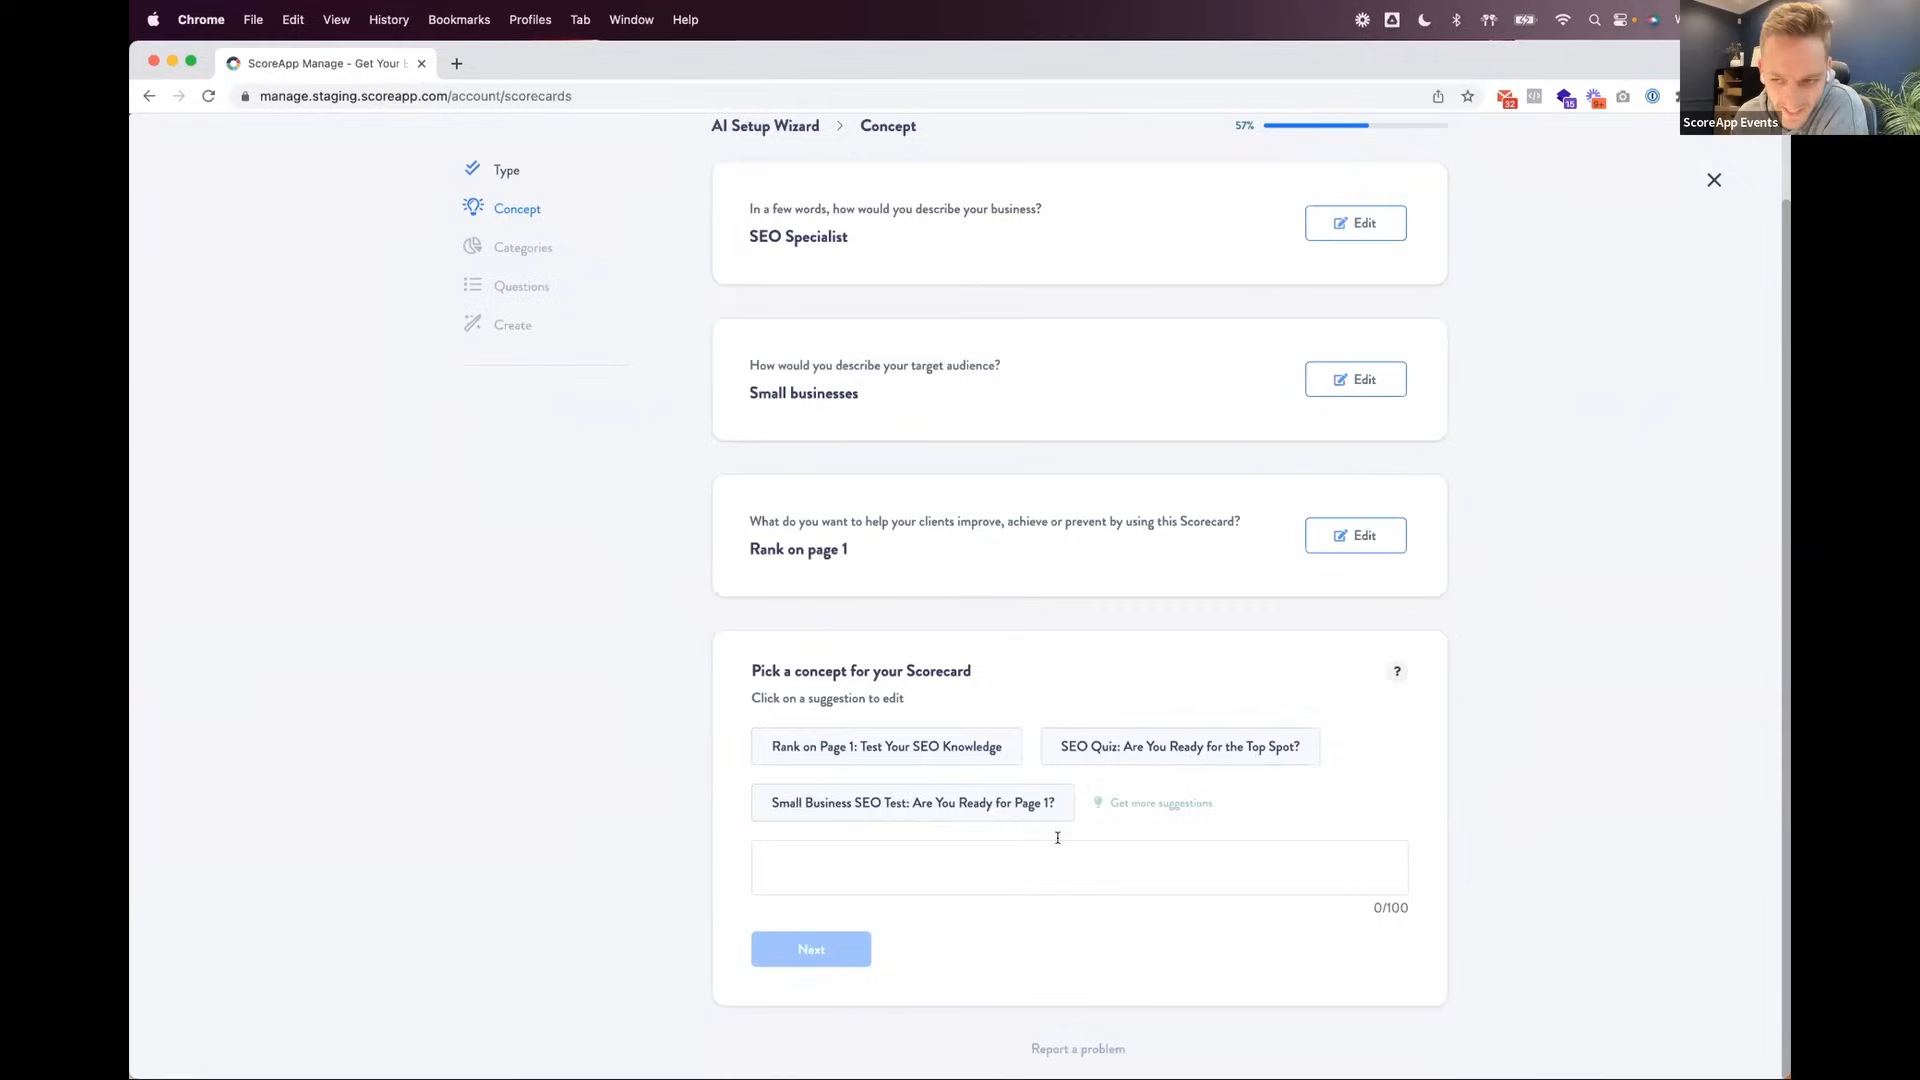 Chrome File Edit View History Bookmarks Profiles Tab Window Help
ScoreApp Manage - Get Your
manage.staging.scoreapp.com/account/scorecards
32
15
9+
ScoreApp Events
AI Setup Wizard > Concept
57%
Type
Concept
Categories
Questions
Create
In a few words, how would you describe your business?
SEO Specialist
Edit
How would you describe your target audience?
Small businesses
Edit
What do you want to help your clients improve, achieve or prevent by using this Scorecard?
Rank on page 1
Edit
Pick a concept for your Scorecard
?
Click on a suggestion to edit
Rank on Page 1: Test Your SEO Knowledge
SEO Quiz: Are You Ready for the Top Spot?
Small Business SEO Test: Are You Ready for Page 1?
Get more suggestions
0/100
Next
Report a problem